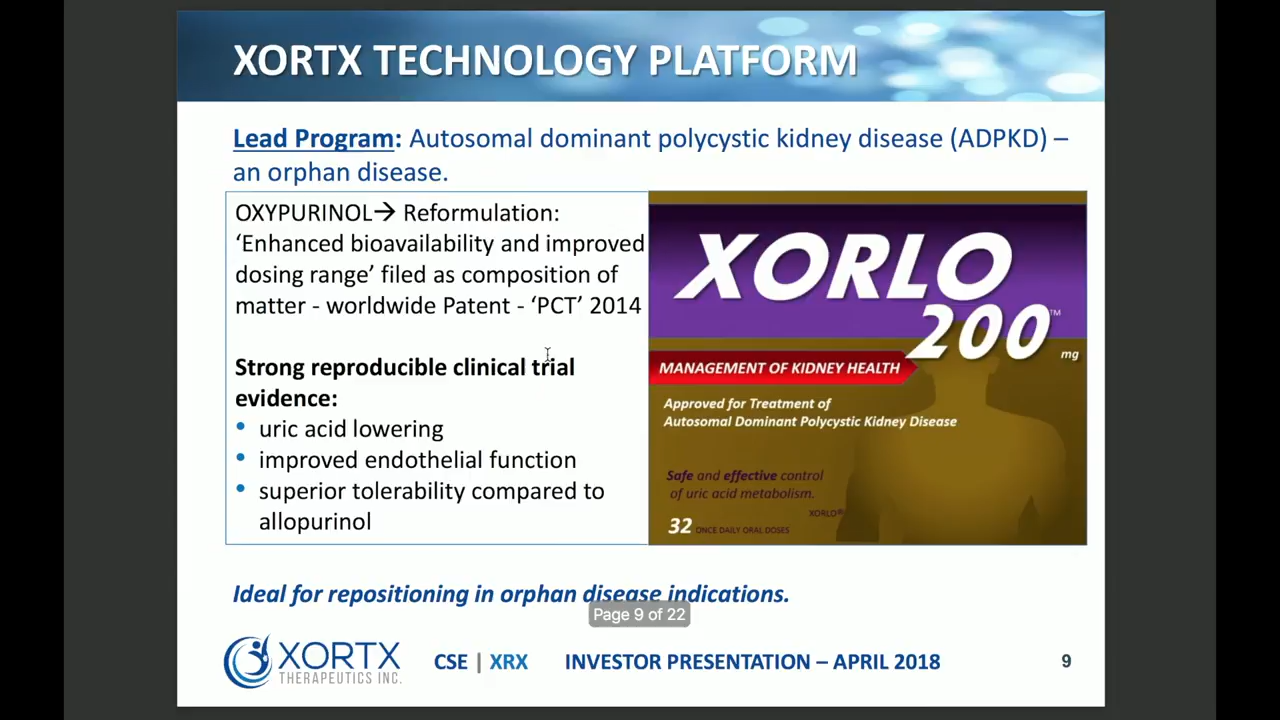 XORTX TECHNOLOGY PLATFORM
Lead Program: Autosomal dominant polycystic kidney disease (ADPKD) –
an orphan disease.
OXYPURINOL→ Reformulation:
‘Enhanced bioavailability and improved
dosing range’ filed as composition of
matter - worldwide Patent - ‘PCT’ 2014
Strong reproducible clinical trial
evidence:
• uric acid lowering
• improved endothelial function
• superior tolerability compared to
allopurinol
XORLO
200™
mg
MANAGEMENT OF KIDNEY HEALTH
Approved for Treatment of
Autosomal Dominant Polycystic Kidney Disease
Safe and effective control
of uric acid metabolism.
XORLO®
32 ONCE DAILY ORAL DOSES
Ideal for repositioning in orphan disease indications.
Page 9 of 22
XORTX
THERAPEUTICS INC.
CSE | XRX INVESTOR PRESENTATION – APRIL 2018 9